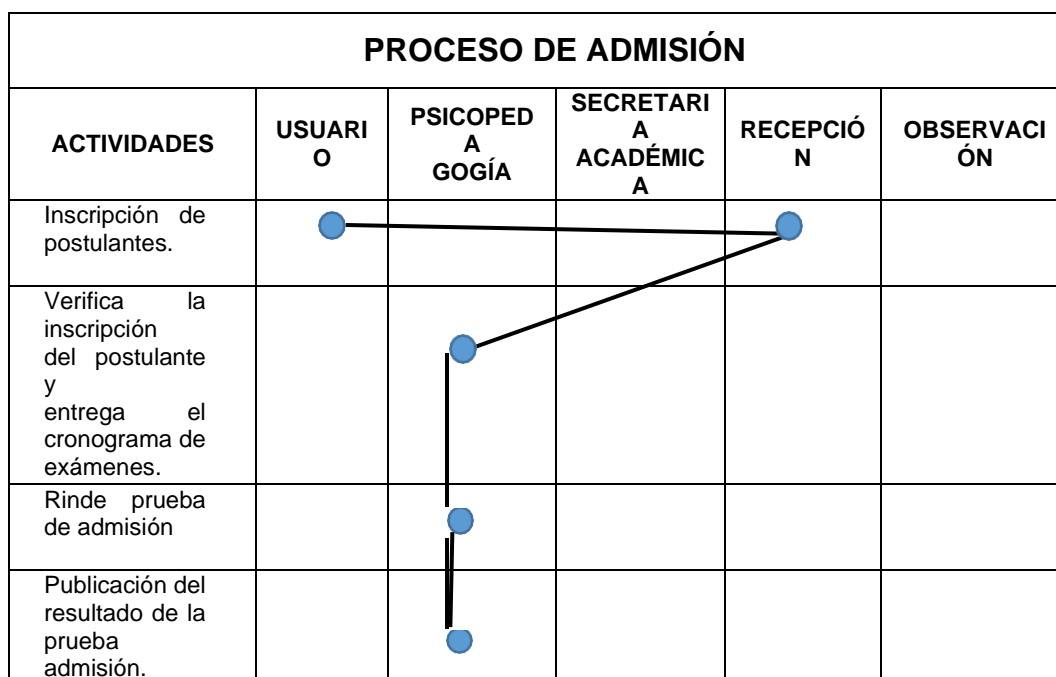 PROCESO DE ADMISIÓN
ACTIVIDADES
USUARI
O
PSICOPED
A
GOGÍA
SECRETARI
A
ACADÉMIC
A
RECEPCIÓ
N
OBSERVACI
ÓN
Inscripción de
postulantes.
Verifica la
inscripción
del postulante
y
entrega el
cronograma de
exámenes.
Rinde prueba
de admisión
Publicación del
resultado de la
prueba
admisión.